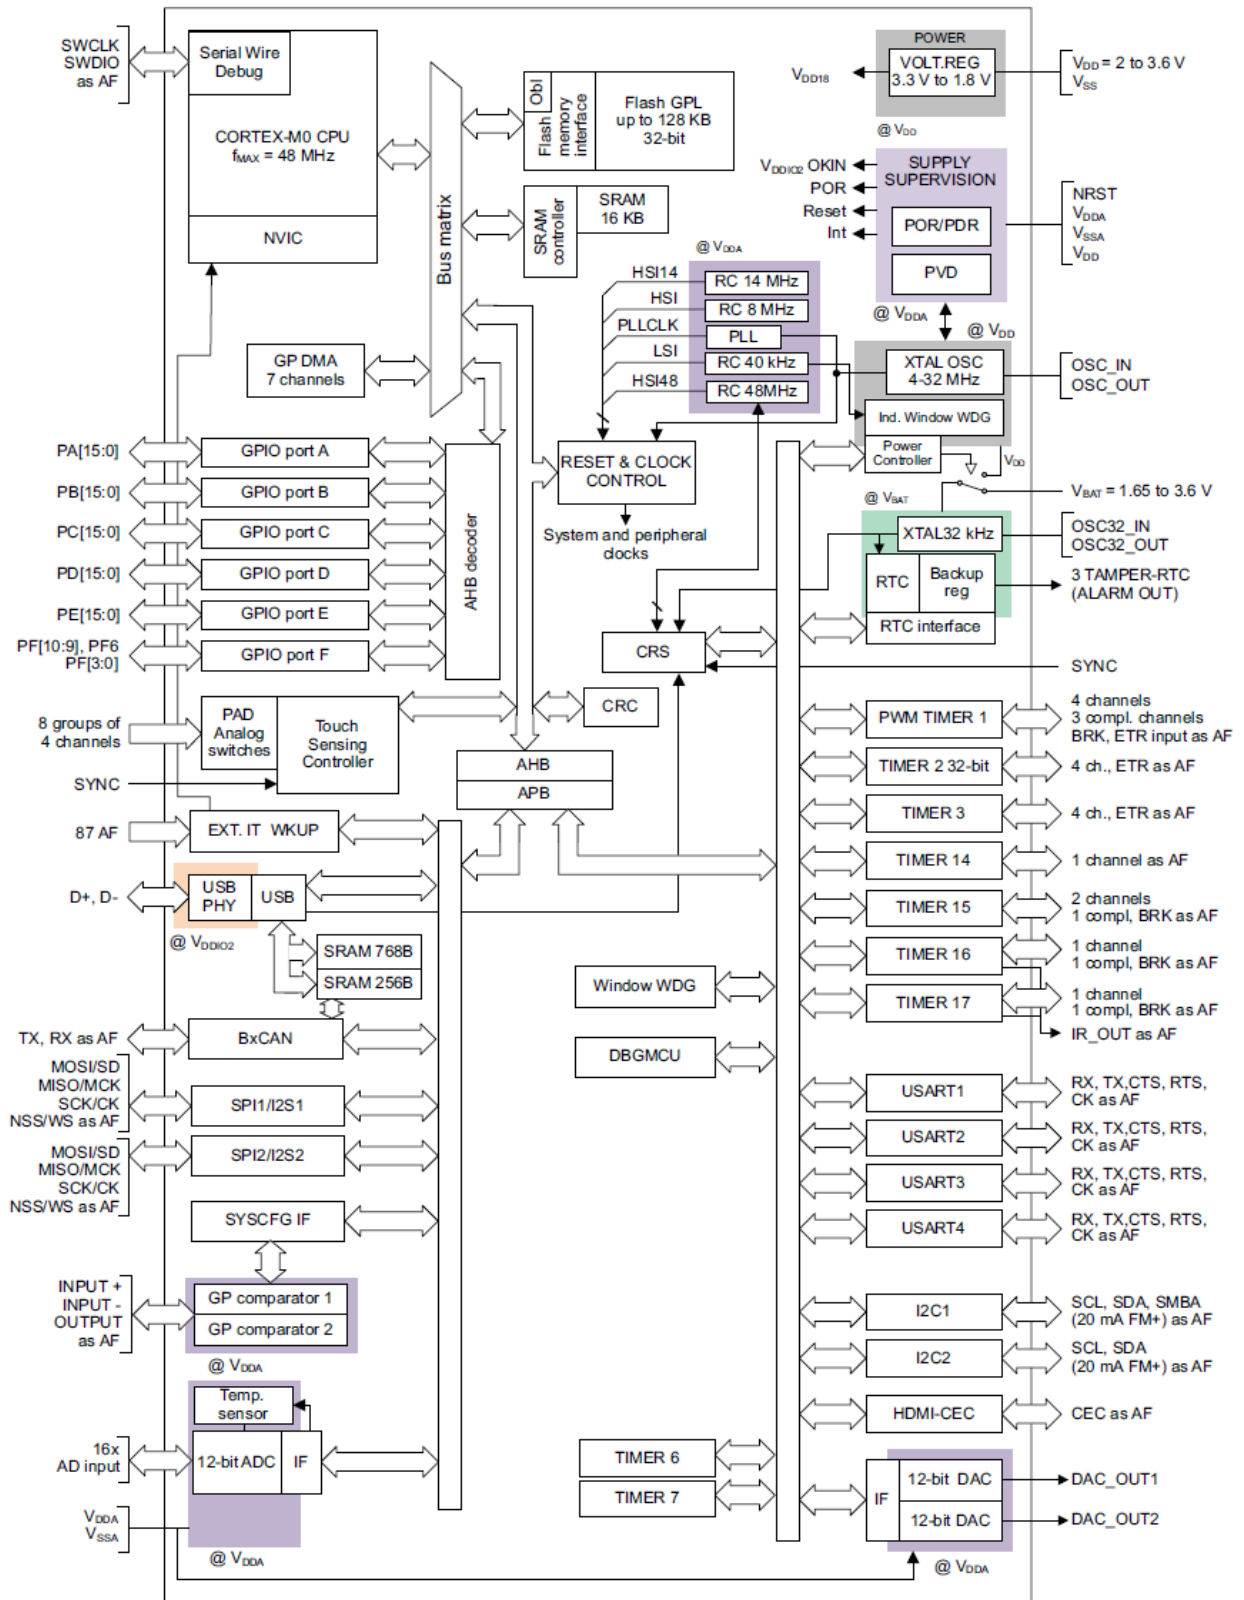 SWCLK
SWDIO
as AF
Serial Wire
Debug
CORTEX-M0 CPU
fMAX = 48 MHz
NVIC
Bus matrix
Obl
Flash
memory
interface
Flash GPL
up to 128 KB
32-bit
SRAM
controller
SRAM
16 KB
POWER
VOLT.REG
3.3 V to 1.8 V
VDD18
VDD = 2 to 3.6 V
VSS
@ VDD
SUPPLY
SUPERVISION
POR/PDR
PVD
VDDIO2 OKIN
POR
Reset
Int
NRST
VDDA
VSSA
VDD
@ VDDA
@ VDDA
@ VDD
HSI14
HSI
PLLCLK
LSI
HSI48
RC 14 MHz
RC 8 MHz
PLL
RC 40 kHz
RC 48MHz
XTAL OSC
4-32 MHz
OSC_IN
OSC_OUT
Ind. Window WDG
Power
Controller
VDD
@ VBAT
VBAT = 1.65 to 3.6 V
XTAL32 kHz
OSC32_IN
OSC32_OUT
RTC
Backup
reg
3 TAMPER-RTC
(ALARM OUT)
RTC interface
GP DMA
7 channels
RESET & CLOCK
CONTROL
System and peripheral
clocks
CRS
SYNC
PA[15:0]
GPIO port A
PB[15:0]
GPIO port B
PC[15:0]
GPIO port C
PD[15:0]
GPIO port D
PE[15:0]
GPIO port E
PF[10:9], PF6
PF[3:0]
GPIO port F
AHB decoder
8 groups of
4 channels
PAD
Analog
switches
Touch
Sensing
Controller
SYNC
CRC
AHB
APB
87 AF
EXT. IT WKUP
D+, D-
USB
PHY
USB
@ VDDIO2
SRAM 768B
SRAM 256B
TX, RX as AF
BxCAN
MOSI/SD
MISO/MCK
SCK/CK
NSS/WS as AF
SPI1/I2S1
MOSI/SD
MISO/MCK
SCK/CK
NSS/WS as AF
SPI2/I2S2
SYSCFG IF
INPUT +
INPUT -
OUTPUT
as AF
GP comparator 1
GP comparator 2
@ VDDA
Temp.
sensor
16x
AD input
12-bit ADC
IF
VDDA
VSSA
@ VDDA
Window WDG
DBGMCU
TIMER 6
TIMER 7
PWM TIMER 1
4 channels
3 compl. channels
BRK, ETR input as AF
TIMER 2 32-bit
4 ch., ETR as AF
TIMER 3
4 ch., ETR as AF
TIMER 14
1 channel as AF
TIMER 15
2 channels
1 compl, BRK as AF
TIMER 16
1 channel
1 compl, BRK as AF
TIMER 17
1 channel
1 compl, BRK as AF
IR_OUT as AF
USART1
RX, TX,CTS, RTS,
CK as AF
USART2
RX, TX,CTS, RTS,
CK as AF
USART3
RX, TX,CTS, RTS,
CK as AF
USART4
RX, TX,CTS, RTS,
CK as AF
I2C1
SCL, SDA, SMBA
(20 mA FM+) as AF
I2C2
SCL, SDA
(20 mA FM+) as AF
HDMI-CEC
CEC as AF
IF
12-bit DAC
DAC_OUT1
12-bit DAC
DAC_OUT2
@ VDDA